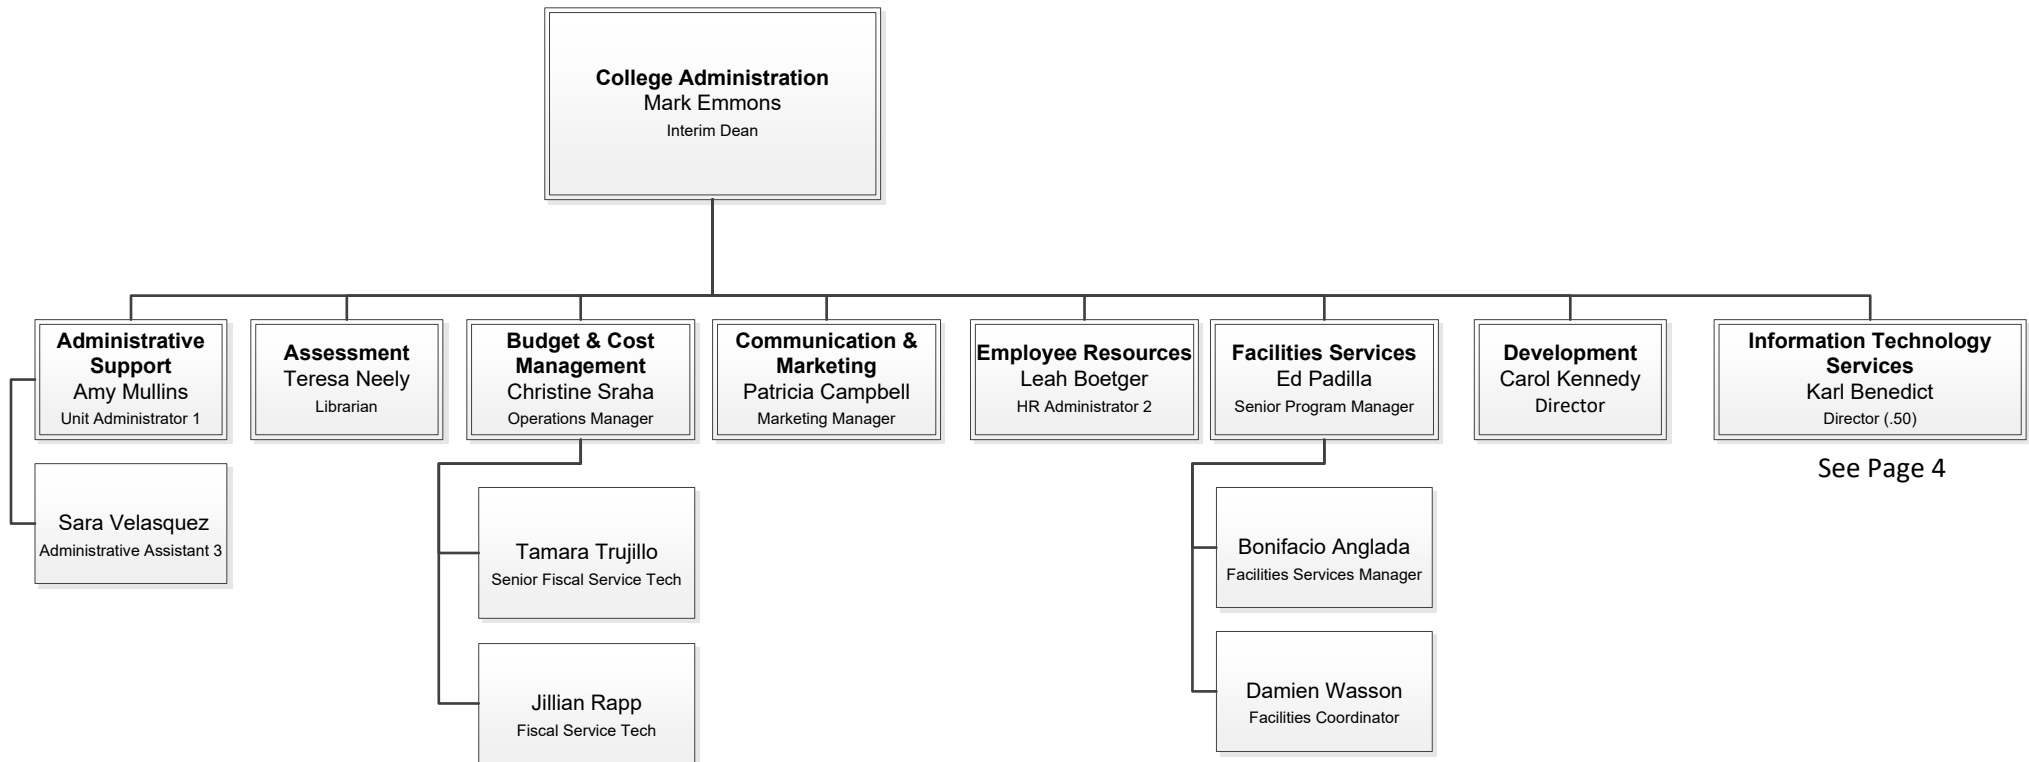 College Administration
Mark Emmons
Interim Dean
Administrative
Support
Amy Mullins
Unit Administrator 1
Assessment
Teresa Neely
Librarian
Budget & Cost
Management
Christine Sraha
Operations Manager
Communication &
Marketing
Patricia Campbell
Marketing Manager
Employee Resources
Leah Boetger
HR Administrator 2
Facilities Services
Ed Padilla
Senior Program Manager
Development
Carol Kennedy
Director
Information Technology
Services
Karl Benedict
Director (.50)
See Page 4
Sara Velasquez
Administrative Assistant 3
Tamara Trujillo
Senior Fiscal Service Tech
Bonifacio Anglada
Facilities Services Manager
Jillian Rapp
Fiscal Service Tech
Damien Wasson
Facilities Coordinator